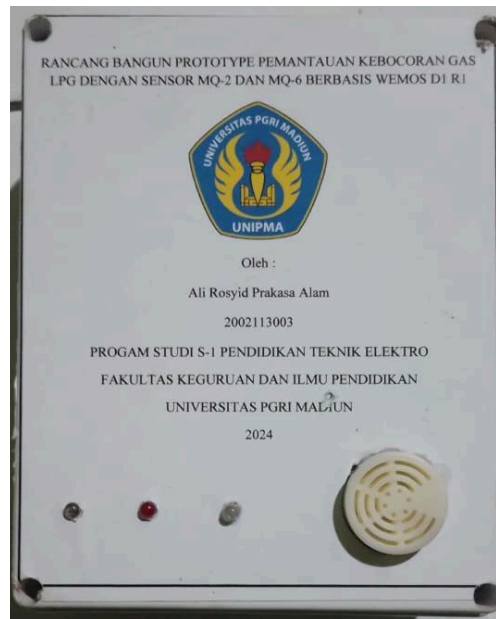 RANCANG BANGUN PROTOTYPE PEMANTAUAN KEBOCORAN GAS
LPG DENGAN SENSOR MQ-2 DAN MQ-6 BERBASIS WEMOS D1 R1
UNIVERSITAS PGRI MADIUN
UNIPMA
Oleh :
Ali Rosyid Prakasa Alam
2002113003
PROGAM STUDI S-1 PENDIDIKAN TEKNIK ELEKTRO
FAKULTAS KEGURUAN DAN ILMU PENDIDIKAN
UNIVERSITAS PGRI MADIUN
2024